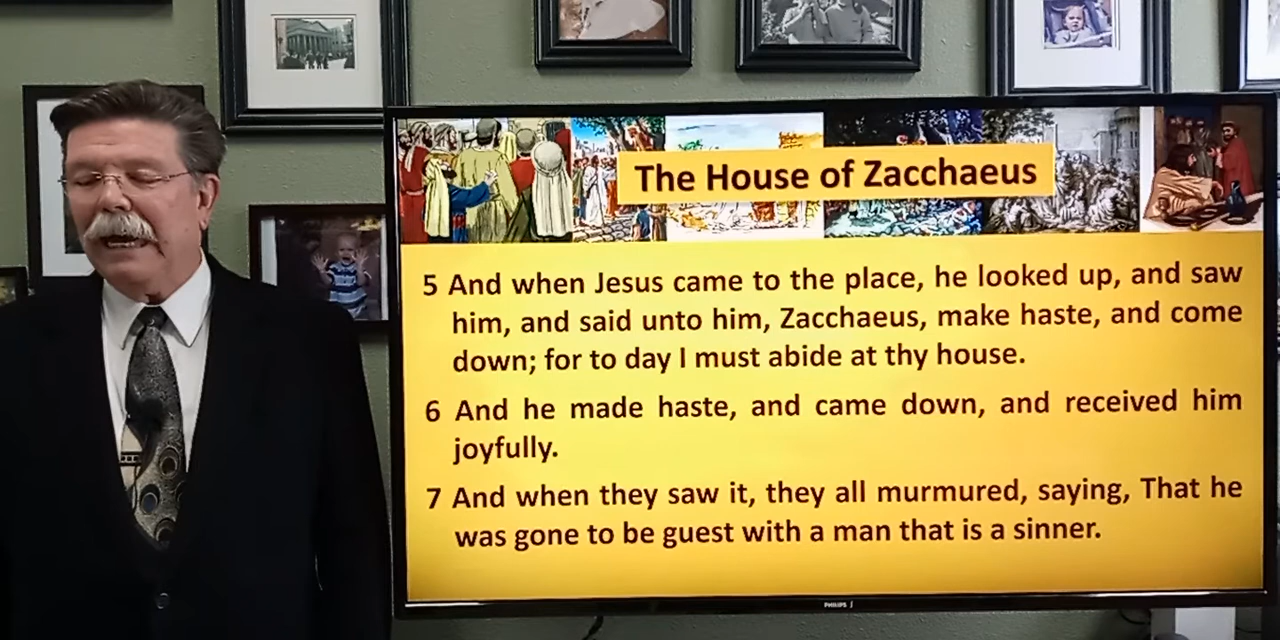 The House of Zacchaeus
5 And when Jesus came to the place, he looked up, and saw
him, and said unto him, Zacchaeus, make haste, and come
down; for to day I must abide at thy house.
6 And he made haste, and came down, and received him
joyfully.
7 And when they saw it, they all murmured, saying, That he
was gone to be guest with a man that is a sinner.
PHILIPS